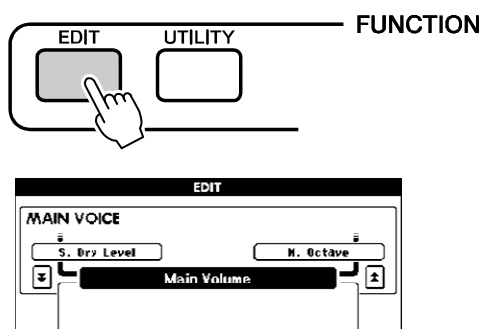 FUNCTION
EDIT UTILITY
EDIT
MAIN VOICE
S. Dry Level M. Octave
Main Volume